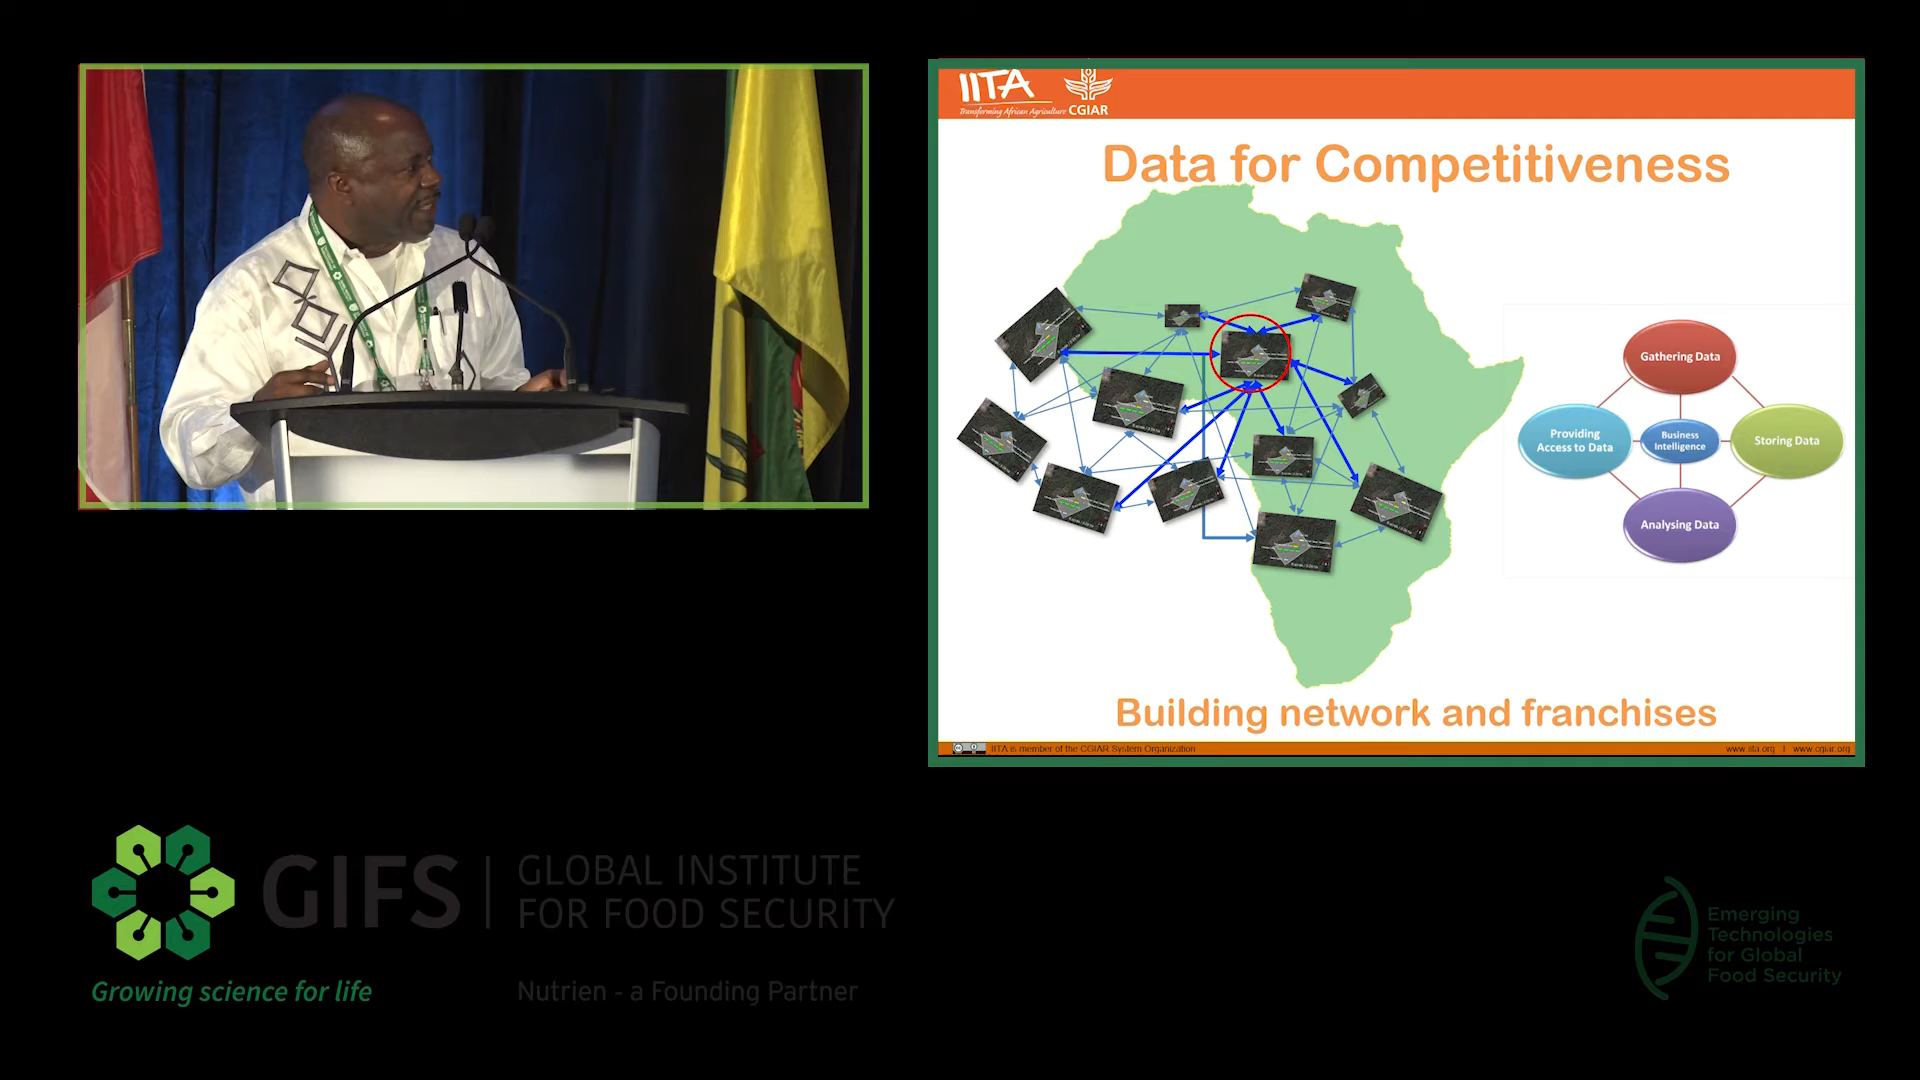 IITA
Transforming African Agriculture
CGIAR
Data for Competitiveness
Gathering Data
Providing
Access to Data
Business
Intelligence
Storing Data
Analysing Data
Building network and franchises
IITA is member of the CGIAR System Organization
www.iita.org | www.cgiar.org
GIFS
GLOBAL INSTITUTE
FOR FOOD SECURITY
Growing science for life
Nutrien - a Founding Partner
Emerging
Technologies
for Global
Food Security